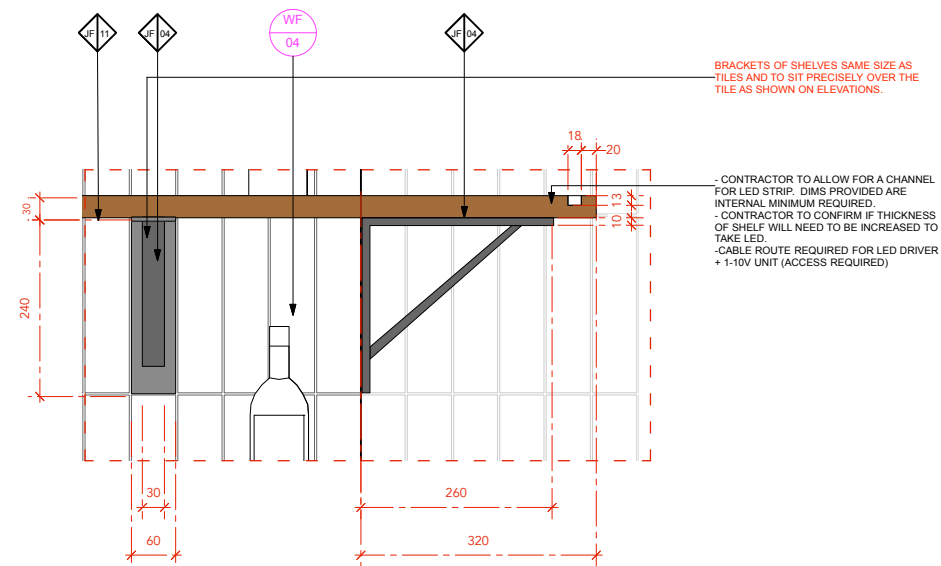 JF 11
JF 04
WF
04
JF 04
BRACKETS OF SHELVES SAME SIZE AS
TILES AND TO SIT PRECISELY OVER THE
TILE AS SHOWN ON ELEVATIONS.
18
20
- CONTRACTOR TO ALLOW FOR A CHANNEL
FOR LED STRIP. DIMS PROVIDED ARE
INTERNAL MINIMUM REQUIRED.
- CONTRACTOR TO CONFIRM IF THICKNESS
OF SHELF WILL NEED TO BE INCREASED TO
TAKE LED.
-CABLE ROUTE REQUIRED FOR LED DRIVER
+ 1-10V UNIT (ACCESS REQUIRED)
30
13
10
240
30
260
60
320